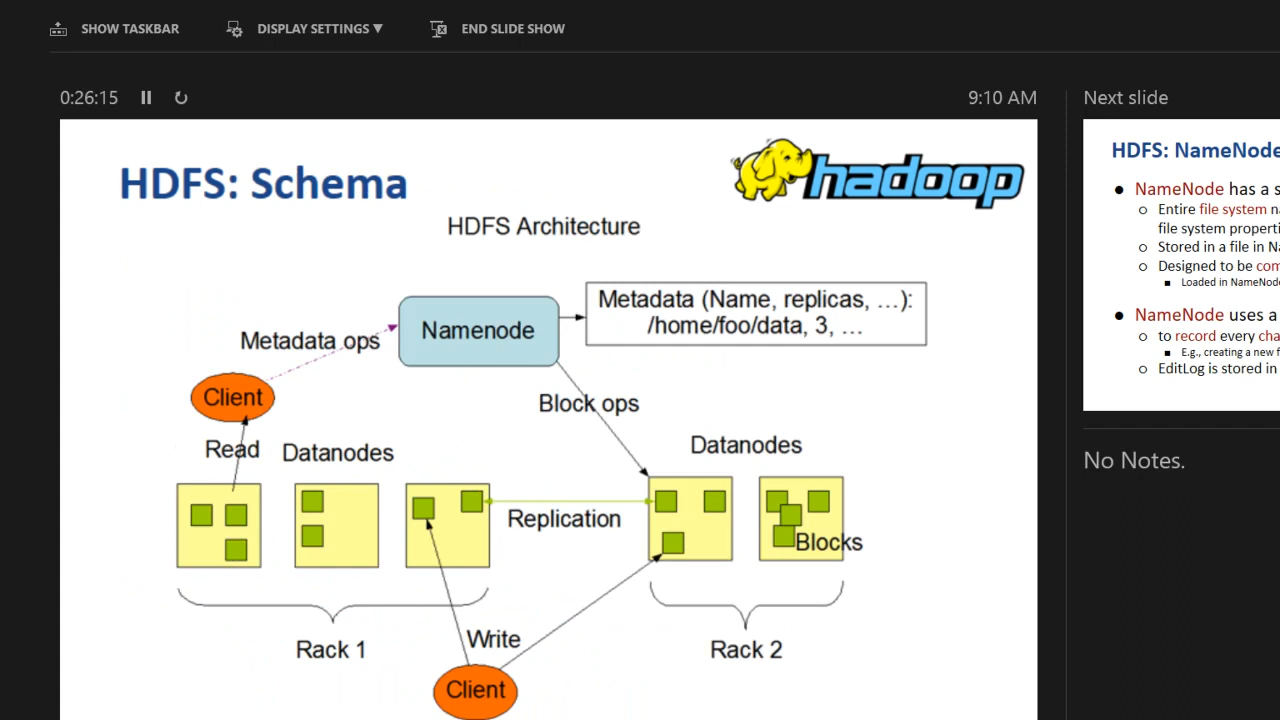 SHOW TASKBAR
DISPLAY SETTINGS ▼
END SLIDE SHOW
0:26:15
9:10 AM
Next slide
HDFS: Schema
hadoop
HDFS Architecture
Namenode
Metadata (Name, replicas, ...):
/home/foo/data, 3, ...
Metadata ops
Client
Block ops
Read
Datanodes
Datanodes
Replication
Blocks
Rack 1
Write
Rack 2
Client
HDFS: NameNode
● NameNode has a s
○ Entire file system na
file system properti
○ Stored in a file in Na
○ Designed to be com
■ Loaded in NameNode
● NameNode uses a
○ to record every cha
■ E.g., creating a new f
○ EditLog is stored in
No Notes.